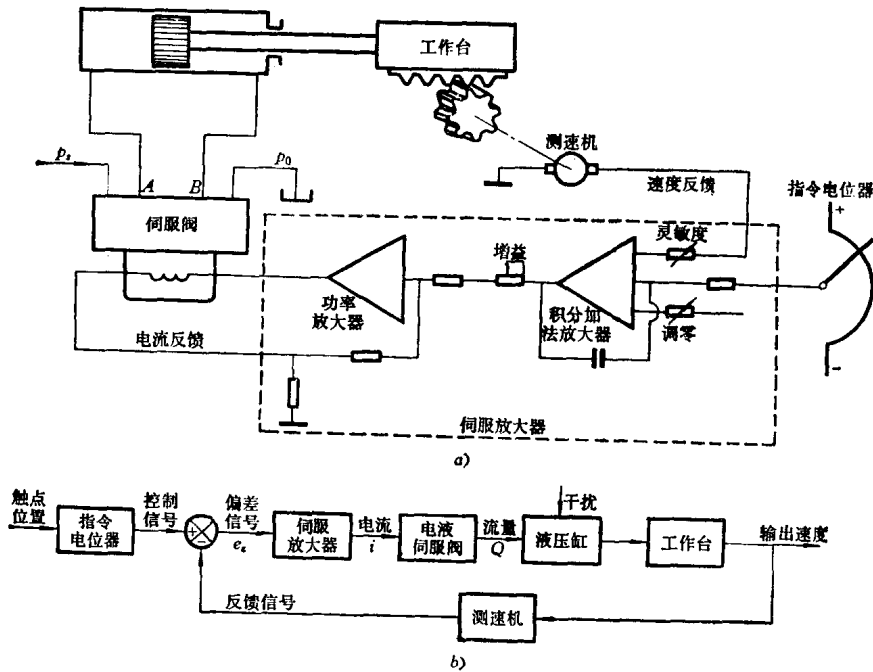 工作台
测速机
p_s
p_0
A
B
速度反馈
指令电位器
+
伺服阀
灵敏度
增益
功率
放大器
积分加
法放大器
调零
电流反馈
-
伺服放大器
a)
触点
位置
指令
电位器
控制
信号
+
-
偏差
信号
e_s
伺服
放大器
电流
i
电液
伺服阀
流量
Q
干扰
液压缸
工作台
输出速度
反馈信号
测速机
b)